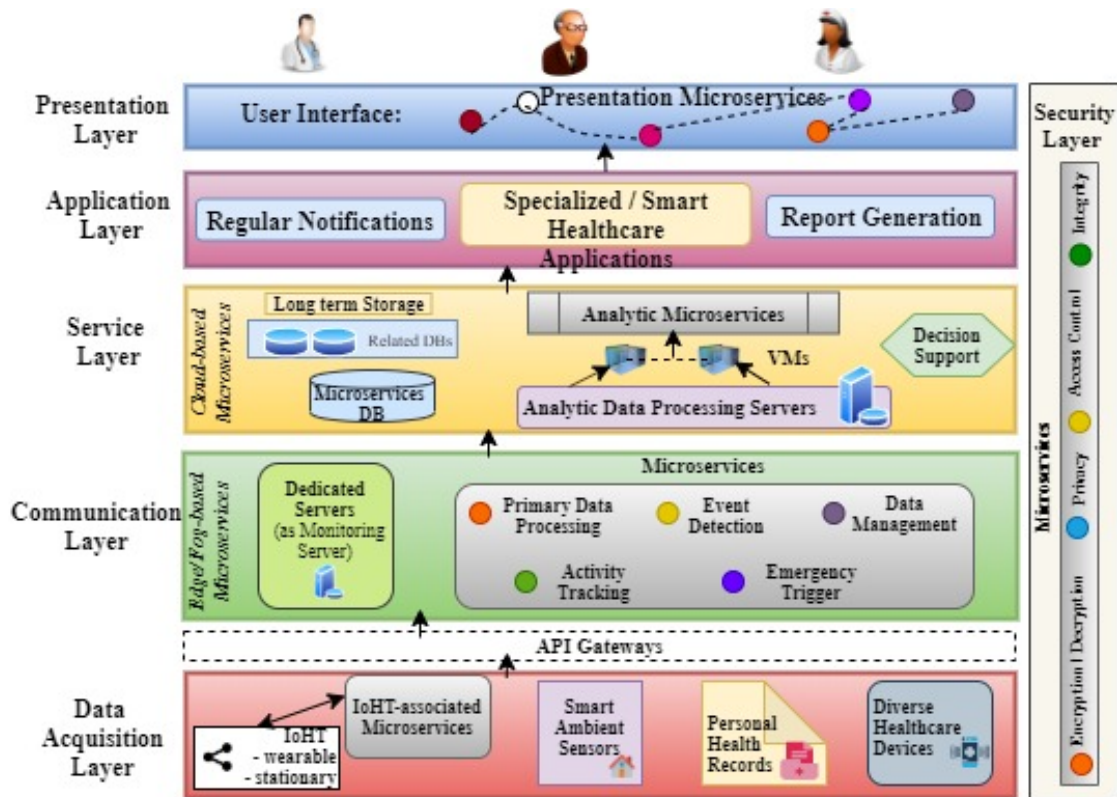 Presentation
Layer
User Interface:
Presentation Microservices
Application
Layer
Regular Notifications
Specialized / Smart
Healthcare
Applications
Report Generation
Service
Layer
Cloud-based
Microservices
Long term Storage
Related DBs
Microservices
DB
Analytic Microservices
VMs
Analytic Data Processing Servers
Decision
Support
Communication
Layer
Edge/Fog-based
Microservices
Dedicated
Servers
(as Monitoring
Server)
Microservices
Primary Data
Processing
Event
Detection
Data
Management
Activity
Tracking
Emergency
Trigger
API Gateways
Data
Acquisition
Layer
IoHT
- wearable
- stationary
IoHT-associated
Microservices
Smart
Ambient
Sensors
Personal
Health
Records
Diverse
Healthcare
Devices
Security
Layer
Microservices
Integrity
Access Control
Privacy
Encryption Decryption